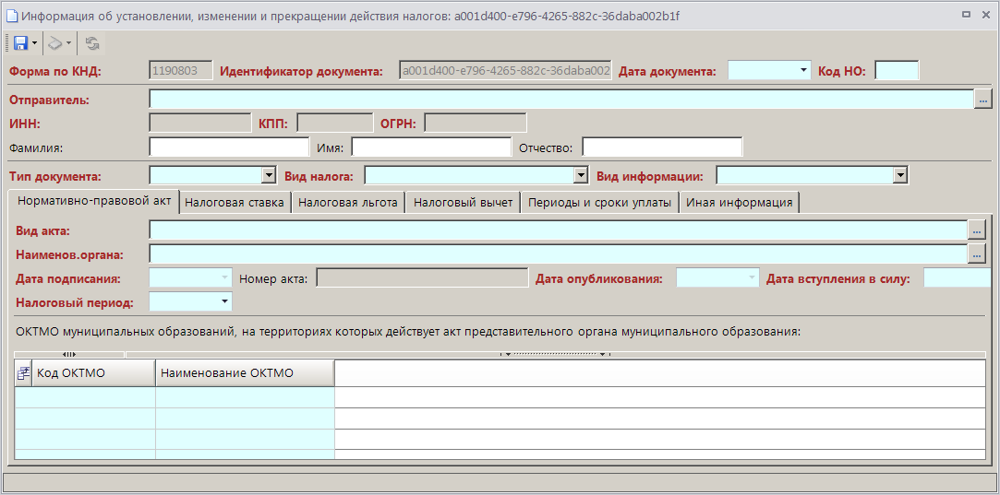 Информация об установлении, изменении и прекращении действия налогов: a001d400-e796-4265-882c-36daba002b1f
Форма по КНД: 1190803 Идентификатор документа: a001d400-e796-4265-882c-36daba002 Дата документа: Код НО:
Отправитель: ...
ИНН: КПП: ОГРН:
Фамилия: Имя: Отчество:
Тип документа: Вид налога: Вид информации:
Нормативно-правовой акт Налоговая ставка Налоговая льгота Налоговый вычет Периоды и сроки уплаты Иная информация
Вид акта: ...
Наименов.органа: ...
Дата подписания: Номер акта: Дата опубликования: Дата вступления в силу:
Налоговый период:
ОКТМО муниципальных образований, на территориях которых действует акт представительного органа муниципального образования:
Код ОКТМО Наименование ОКТМО